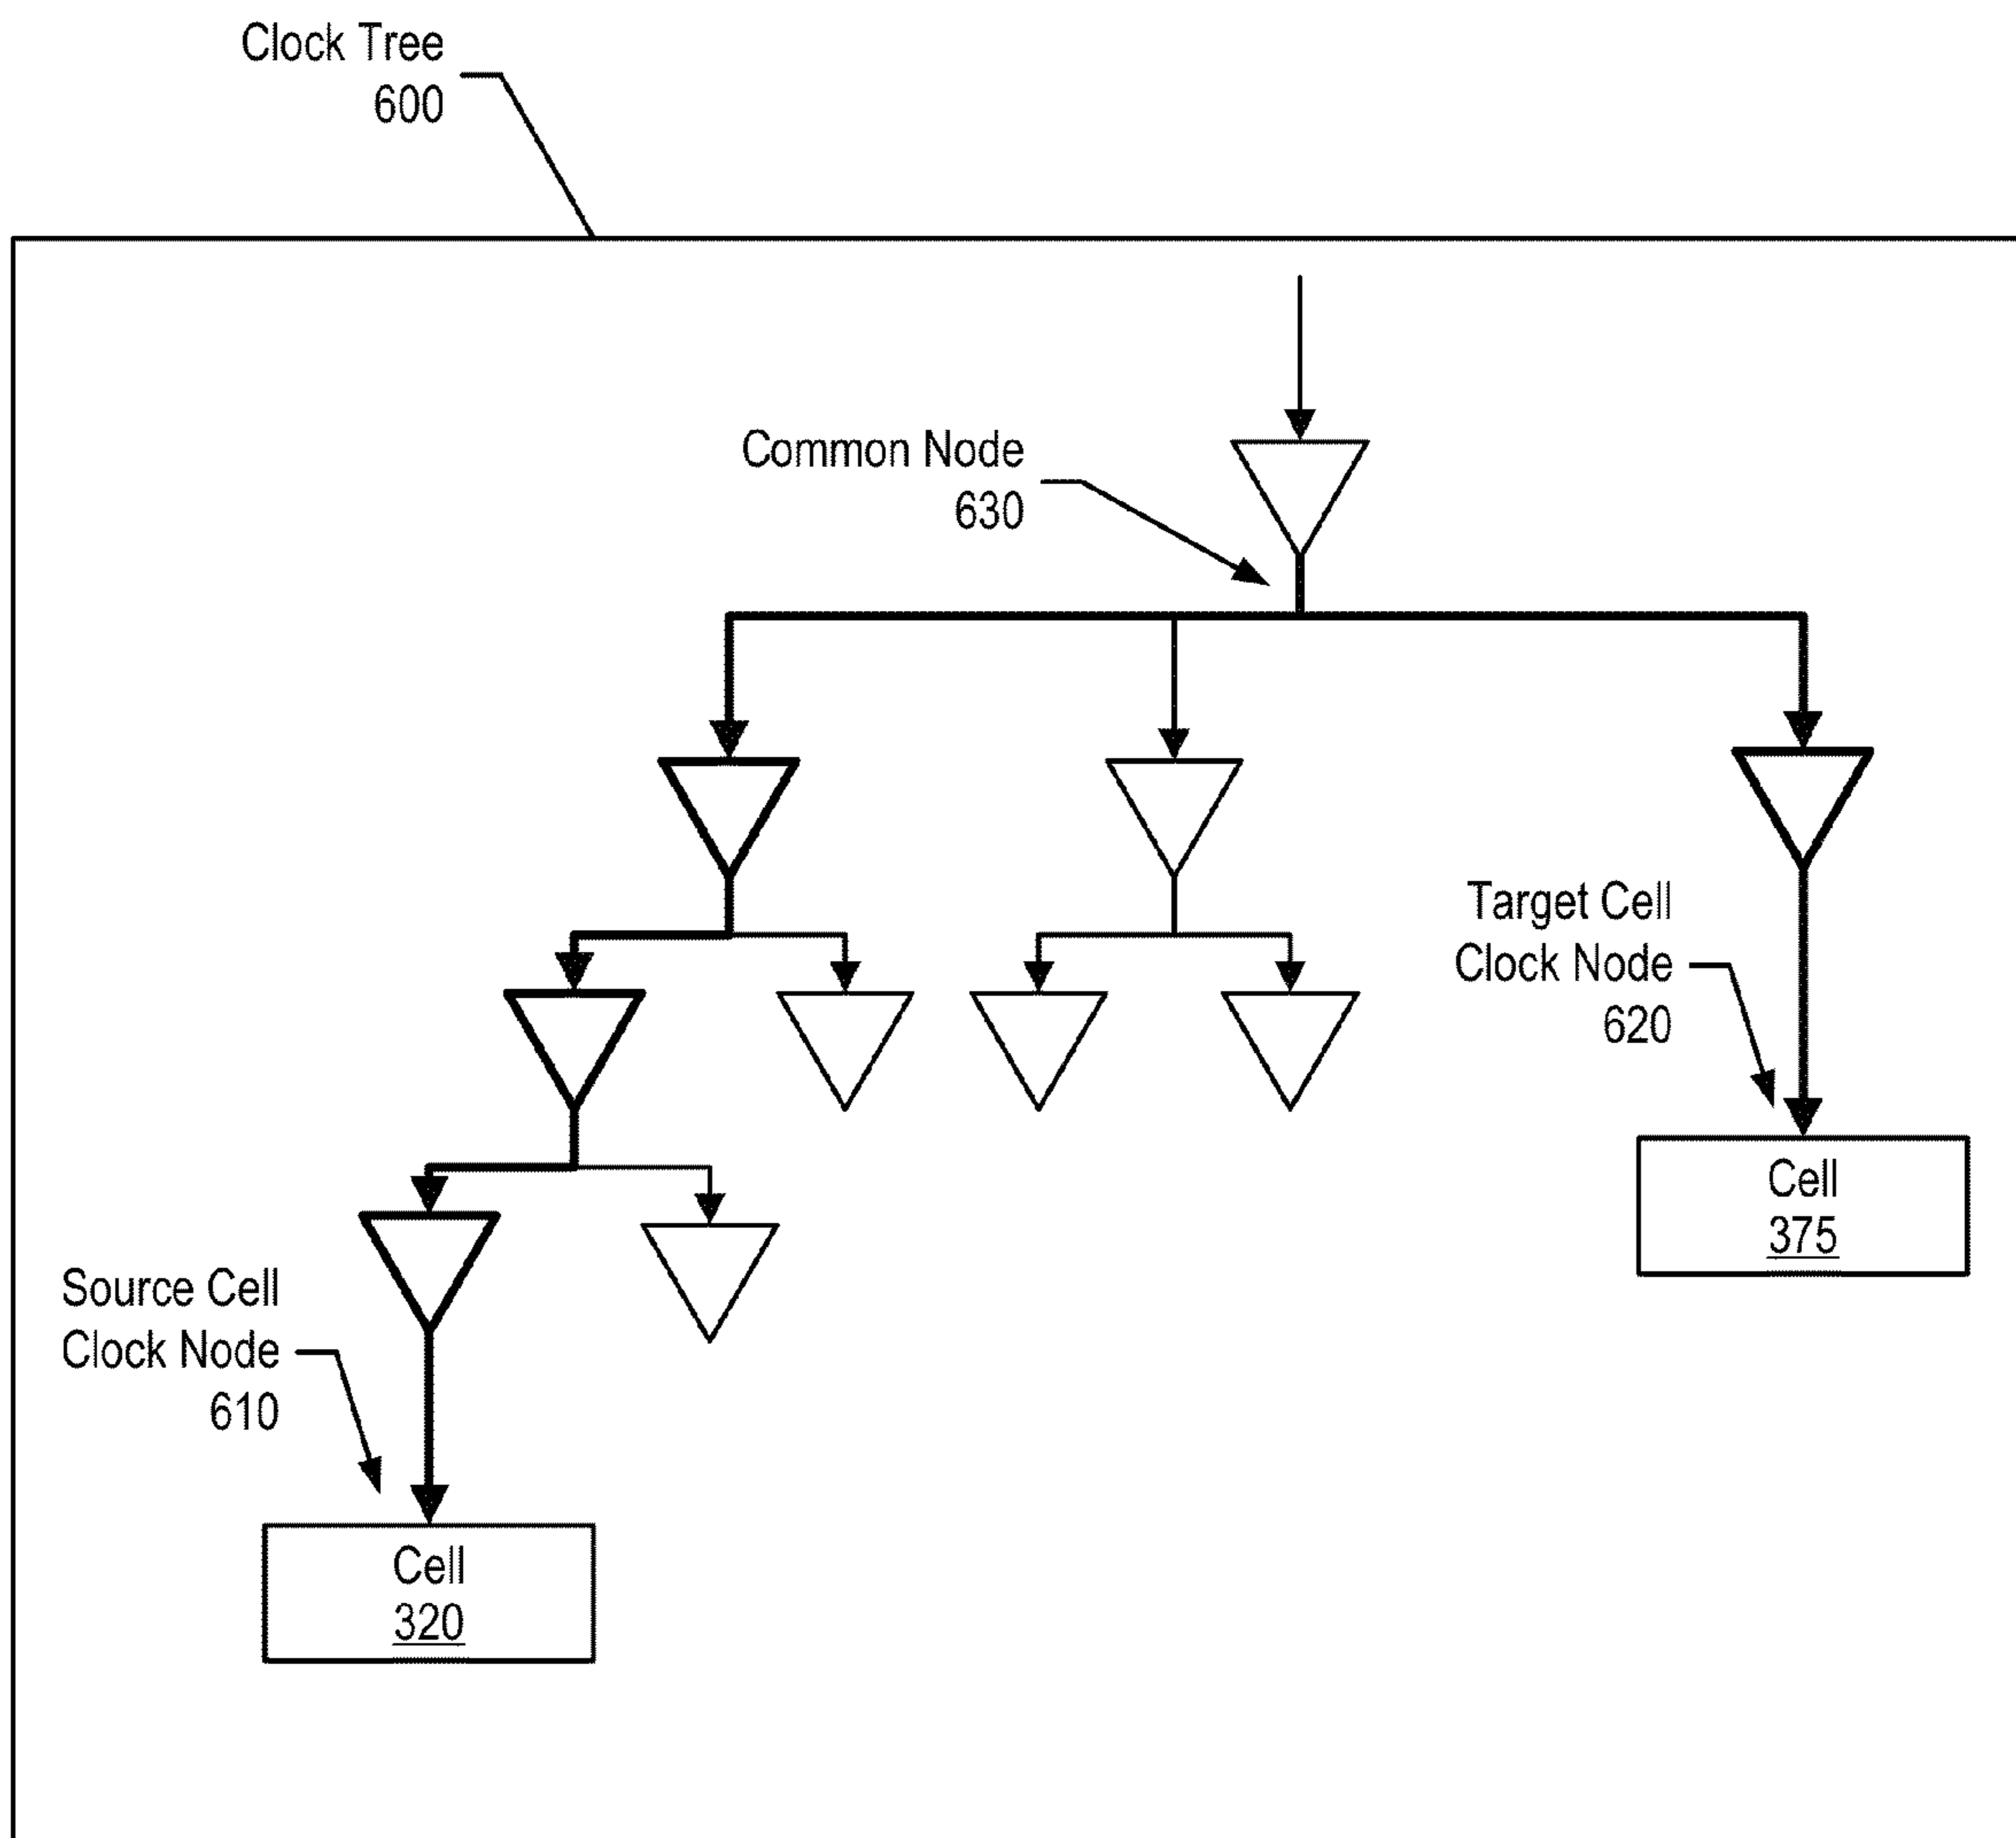 Clock Tree
600
Common Node
630
Target Cell
Clock Node
620
Cell
375
Source Cell
Clock Node
610
Cell
320